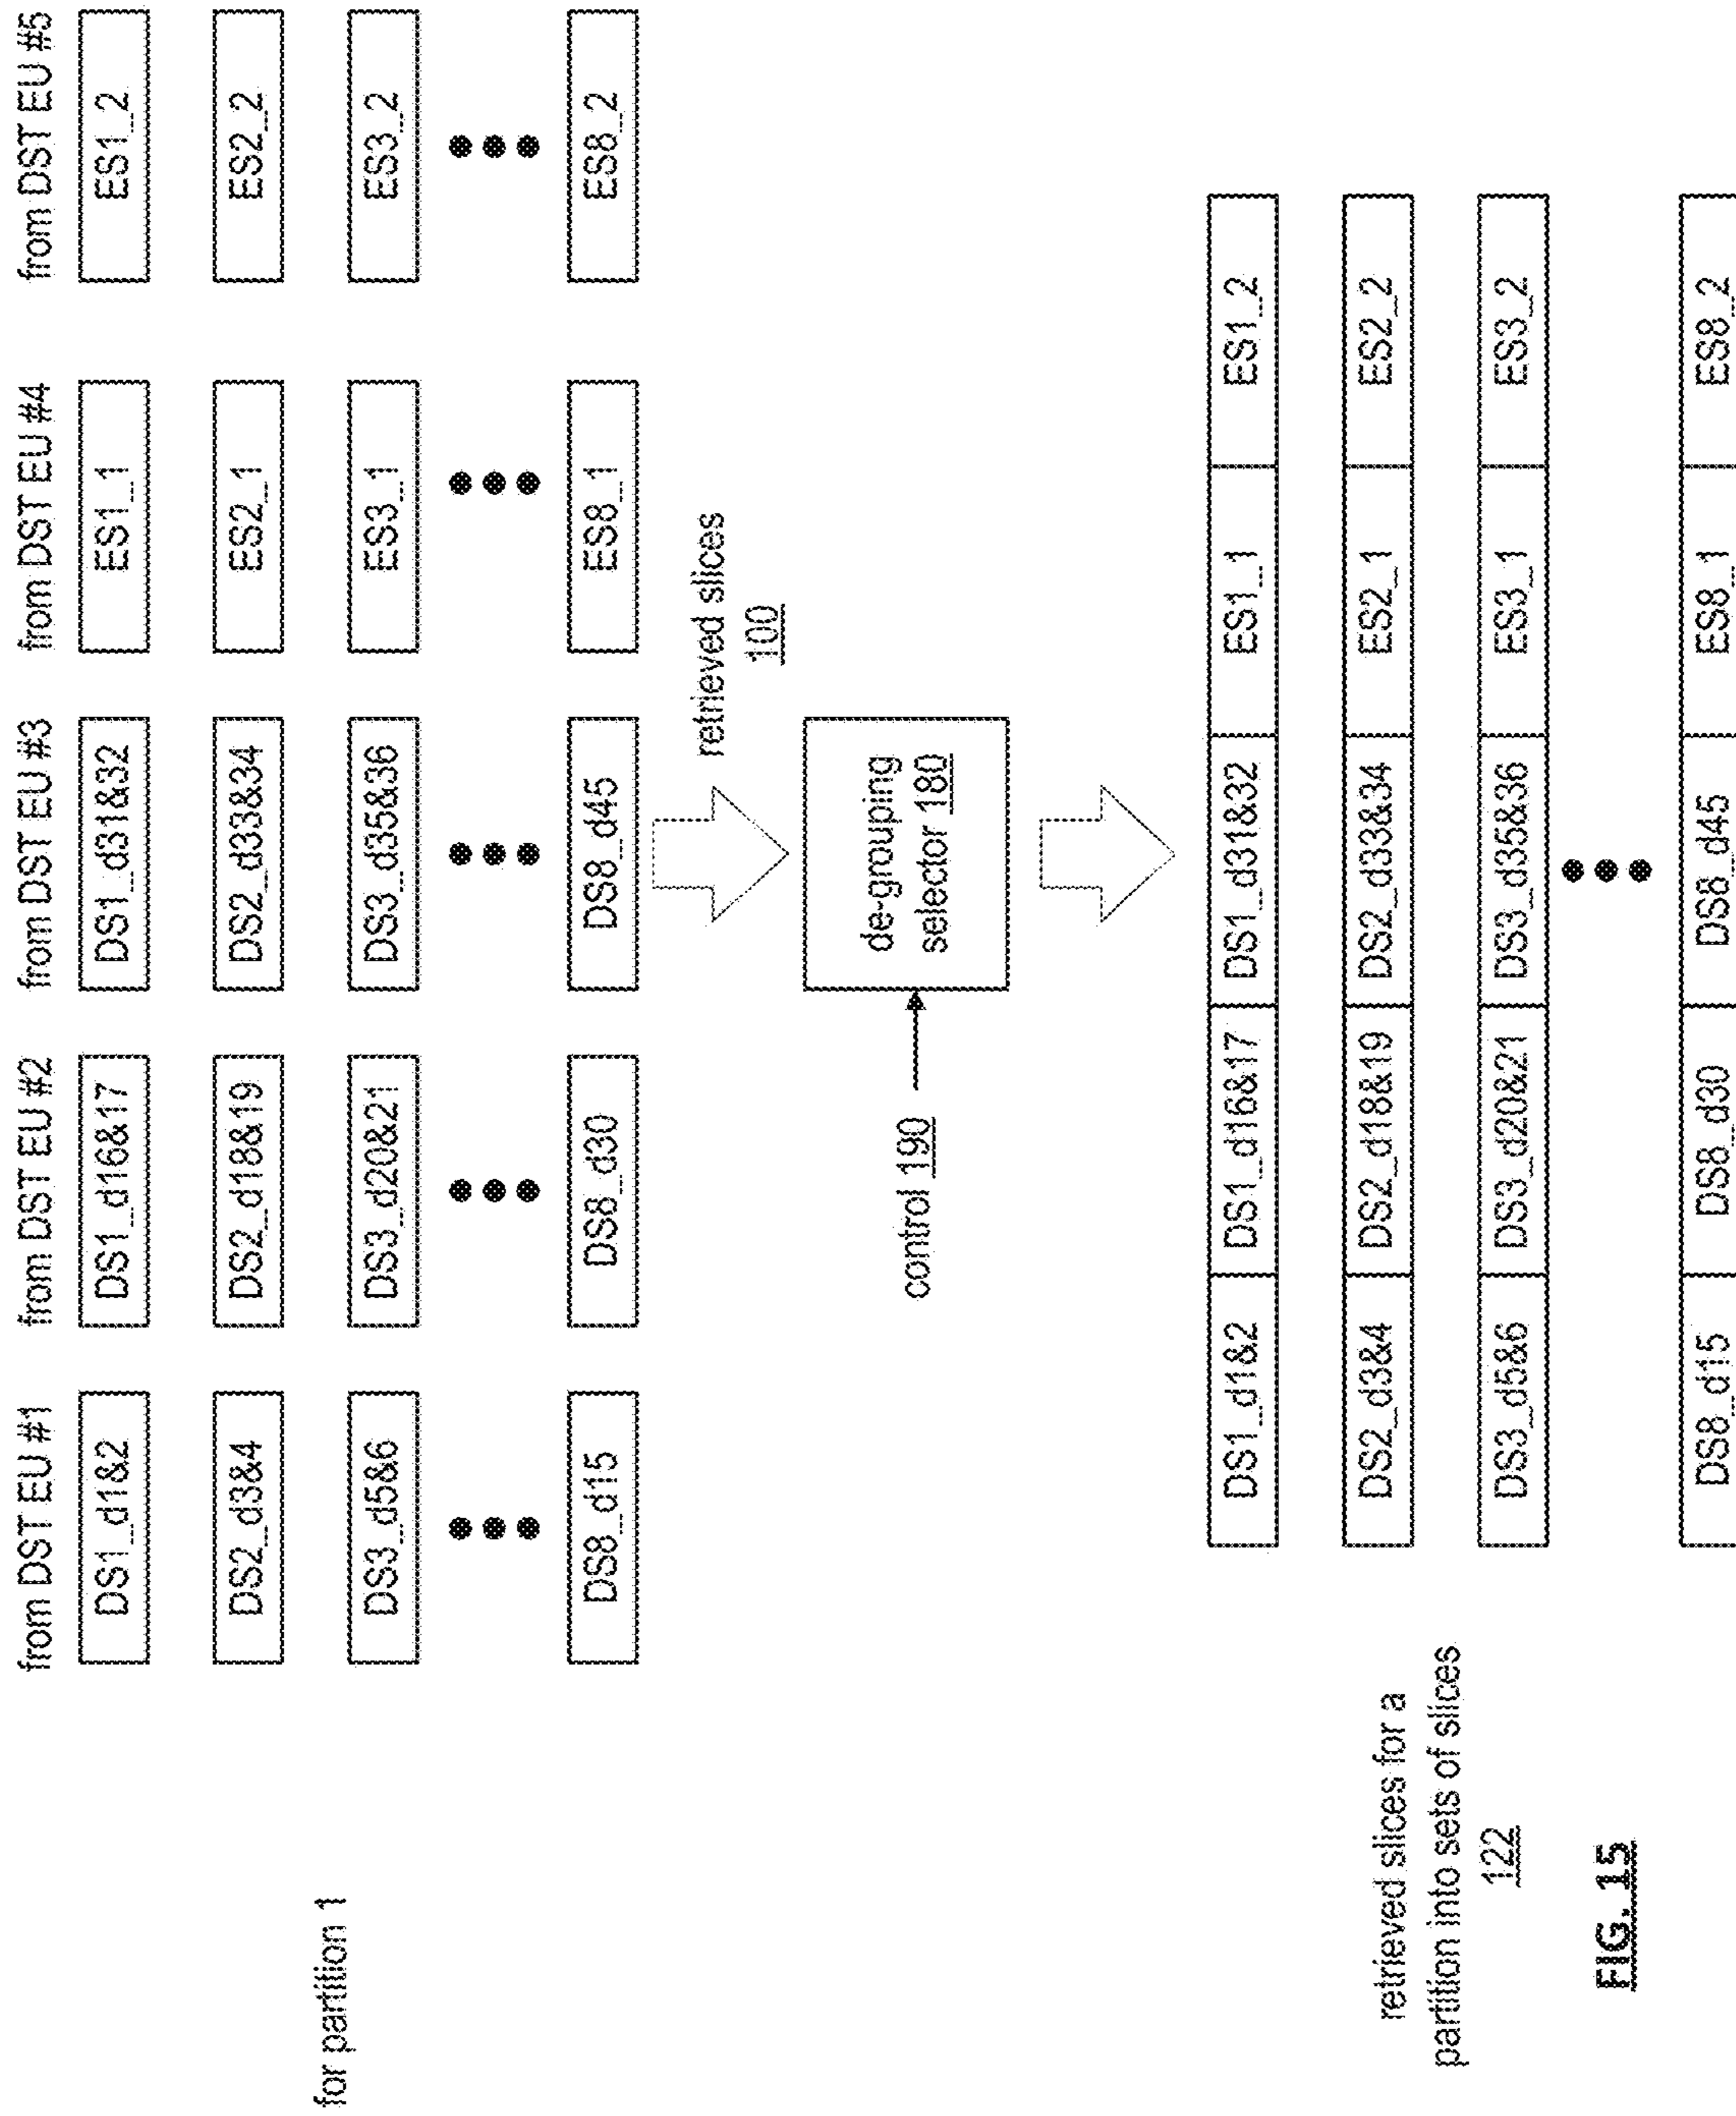 for partition 1
from DST EU #1
from DST EU #2
from DST EU #3
from DST EU #4
from DST EU #5
DS1_d1&2
DS1_d16&17
DS1_d31&32
ES1_1
ES1_2
DS2_d3&4
DS2_d18&19
DS2_d33&34
ES2_1
ES2_2
DS3_d5&6
DS3_d20&21
DS3_d35&36
ES3_1
ES3_2
DS8_d15
DS8_d30
DS8_d45
ES8_1
ES8_2
retrieved slices
100
control 190
de-grouping
selector 180
retrieved slices for a
partition into sets of slices
122
DS1_d1&2
DS1_d16&17
DS1_d31&32
ES1_1
ES1_2
DS2_d3&4
DS2_d18&19
DS2_d33&34
ES2_1
ES2_2
DS3_d5&6
DS3_d20&21
DS3_d35&36
ES3_1
ES3_2
DS8_d15
DS8_d30
DS8_d45
ES8_1
ES8_2
FIG. 15